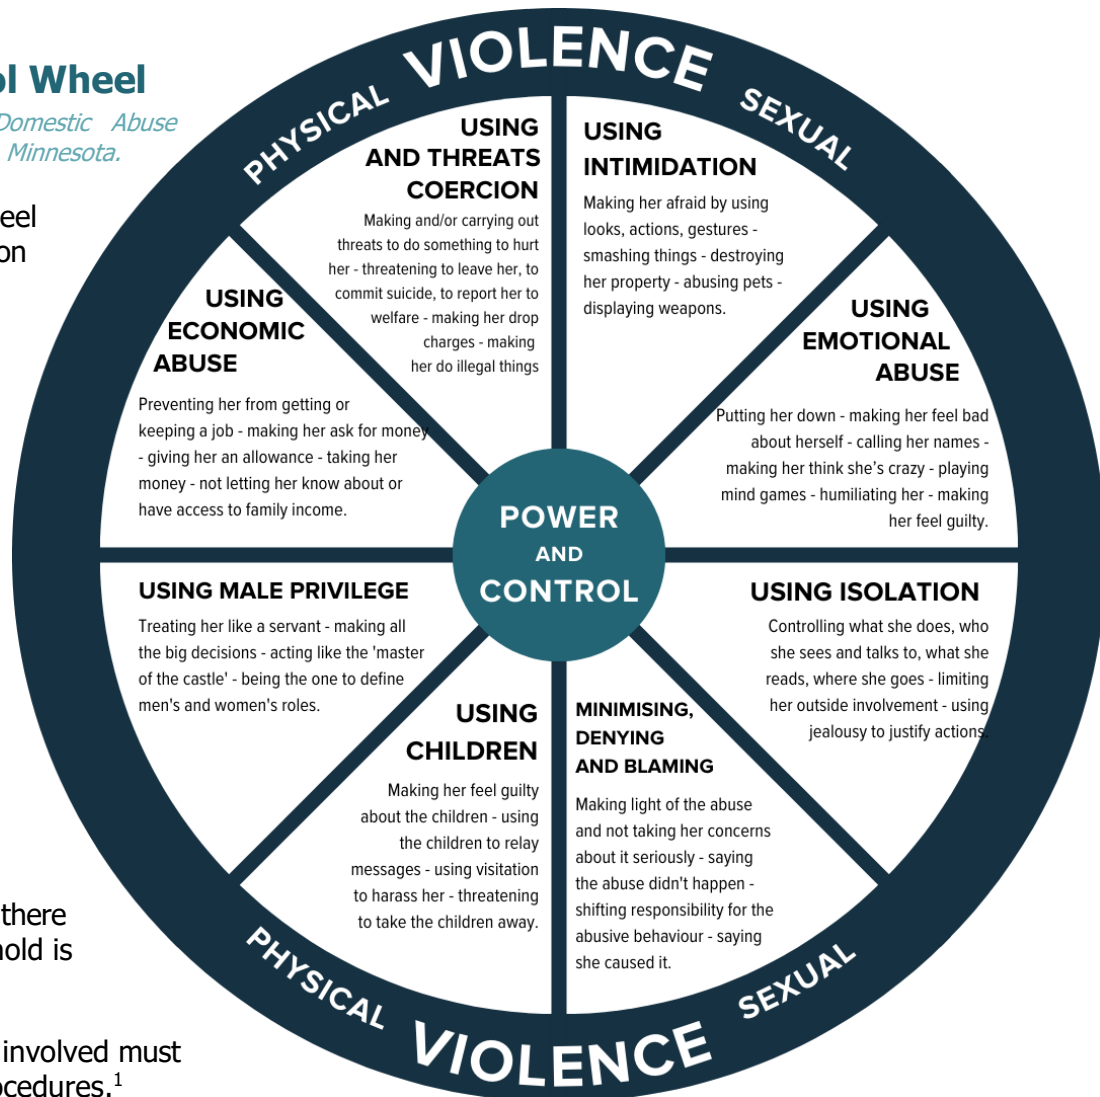 ol Wheel
Domestic Abuse
Minnesota.
eel
on
there
hold is
involved must
ocedures.1
PHYSICAL VIOLENCE SEXUAL
USING
AND THREATS
COERCION
Making and/or carrying out
threats to do something to hurt
her - threatening to leave her, to
commit suicide, to report her to
welfare - making her drop
charges - making
her do illegal things
USING
INTIMIDATION
Making her afraid by using
looks, actions, gestures -
smashing things - destroying
her property - abusing pets -
displaying weapons.
USING
EMOTIONAL
ABUSE
Putting her down - making her feel bad
about herself - calling her names -
making her think she's crazy - playing
mind games - humiliating her - making
her feel guilty.
USING ISOLATION
Controlling what she does, who
she sees and talks to, what she
reads, where she goes - limiting
her outside involvement - using
jealousy to justify actions.
MINIMISING,
DENYING
AND BLAMING
Making light of the abuse
and not taking her concerns
about it seriously - saying
the abuse didn't happen -
shifting responsibility for the
abusive behaviour - saying
she caused it.
USING
CHILDREN
Making her feel guilty
about the children - using
the children to relay
messages - using visitation
to harass her - threatening
to take the children away.
USING MALE PRIVILEGE
Treating her like a servant - making all
the big decisions - acting like the 'master
of the castle' - being the one to define
men's and women's roles.
USING
ECONOMIC
ABUSE
Preventing her from getting or
keeping a job - making her ask for money
- giving her an allowance - taking her
money - not letting her know about or
have access to family income.
POWER
AND
CONTROL
PHYSICAL VIOLENCE SEXUAL